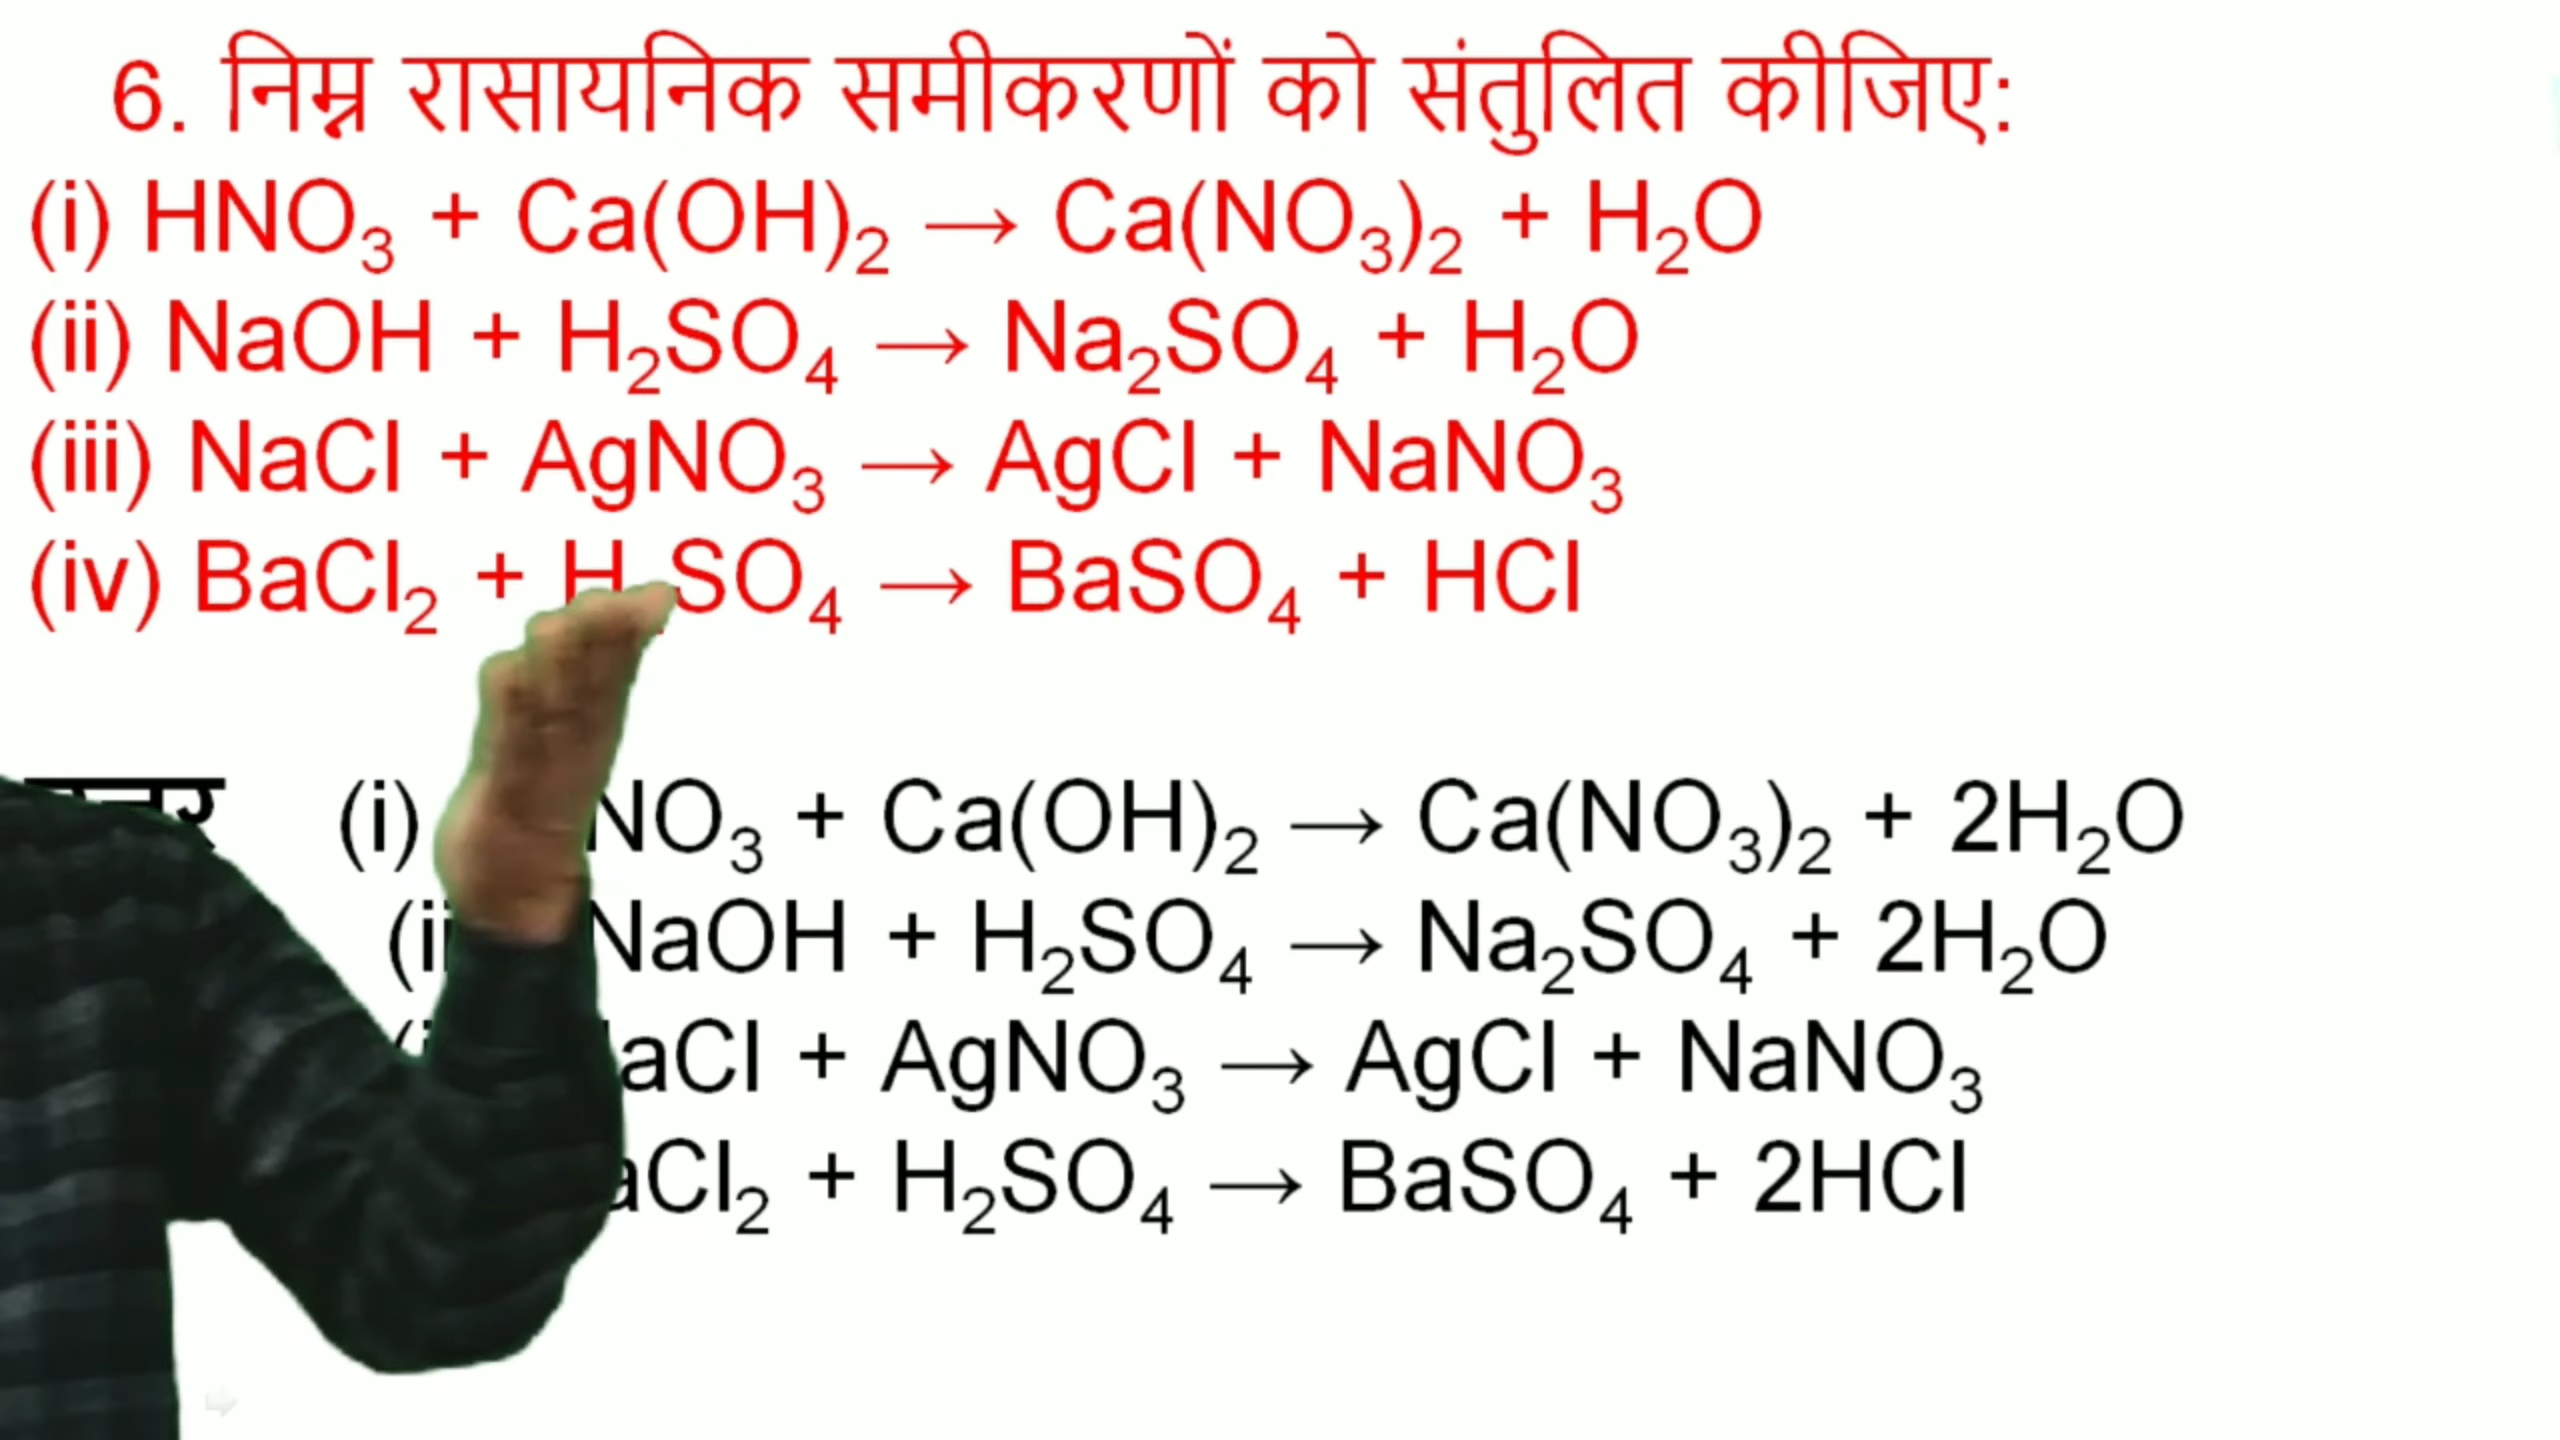 6. निम्न रासायनिक समीकरणों को संतुलित कीजिए:
(i) HNO₃ + Ca(OH)₂ → Ca(NO₃)₂ + H₂O
(ii) NaOH + H₂SO₄ → Na₂SO₄ + H₂O
(iii) NaCl + AgNO₃ → AgCl + NaNO₃
(iv) BaCl₂ + H SO₄ → BaSO₄ + HCl
(i) NO₃ + Ca(OH)₂ → Ca(NO₃)₂ + 2H₂O
NaOH + H₂SO₄ → Na₂SO₄ + 2H₂O
aCl + AgNO₃ → AgCl + NaNO₃
aCl₂ + H₂SO₄ → BaSO₄ + 2HCl